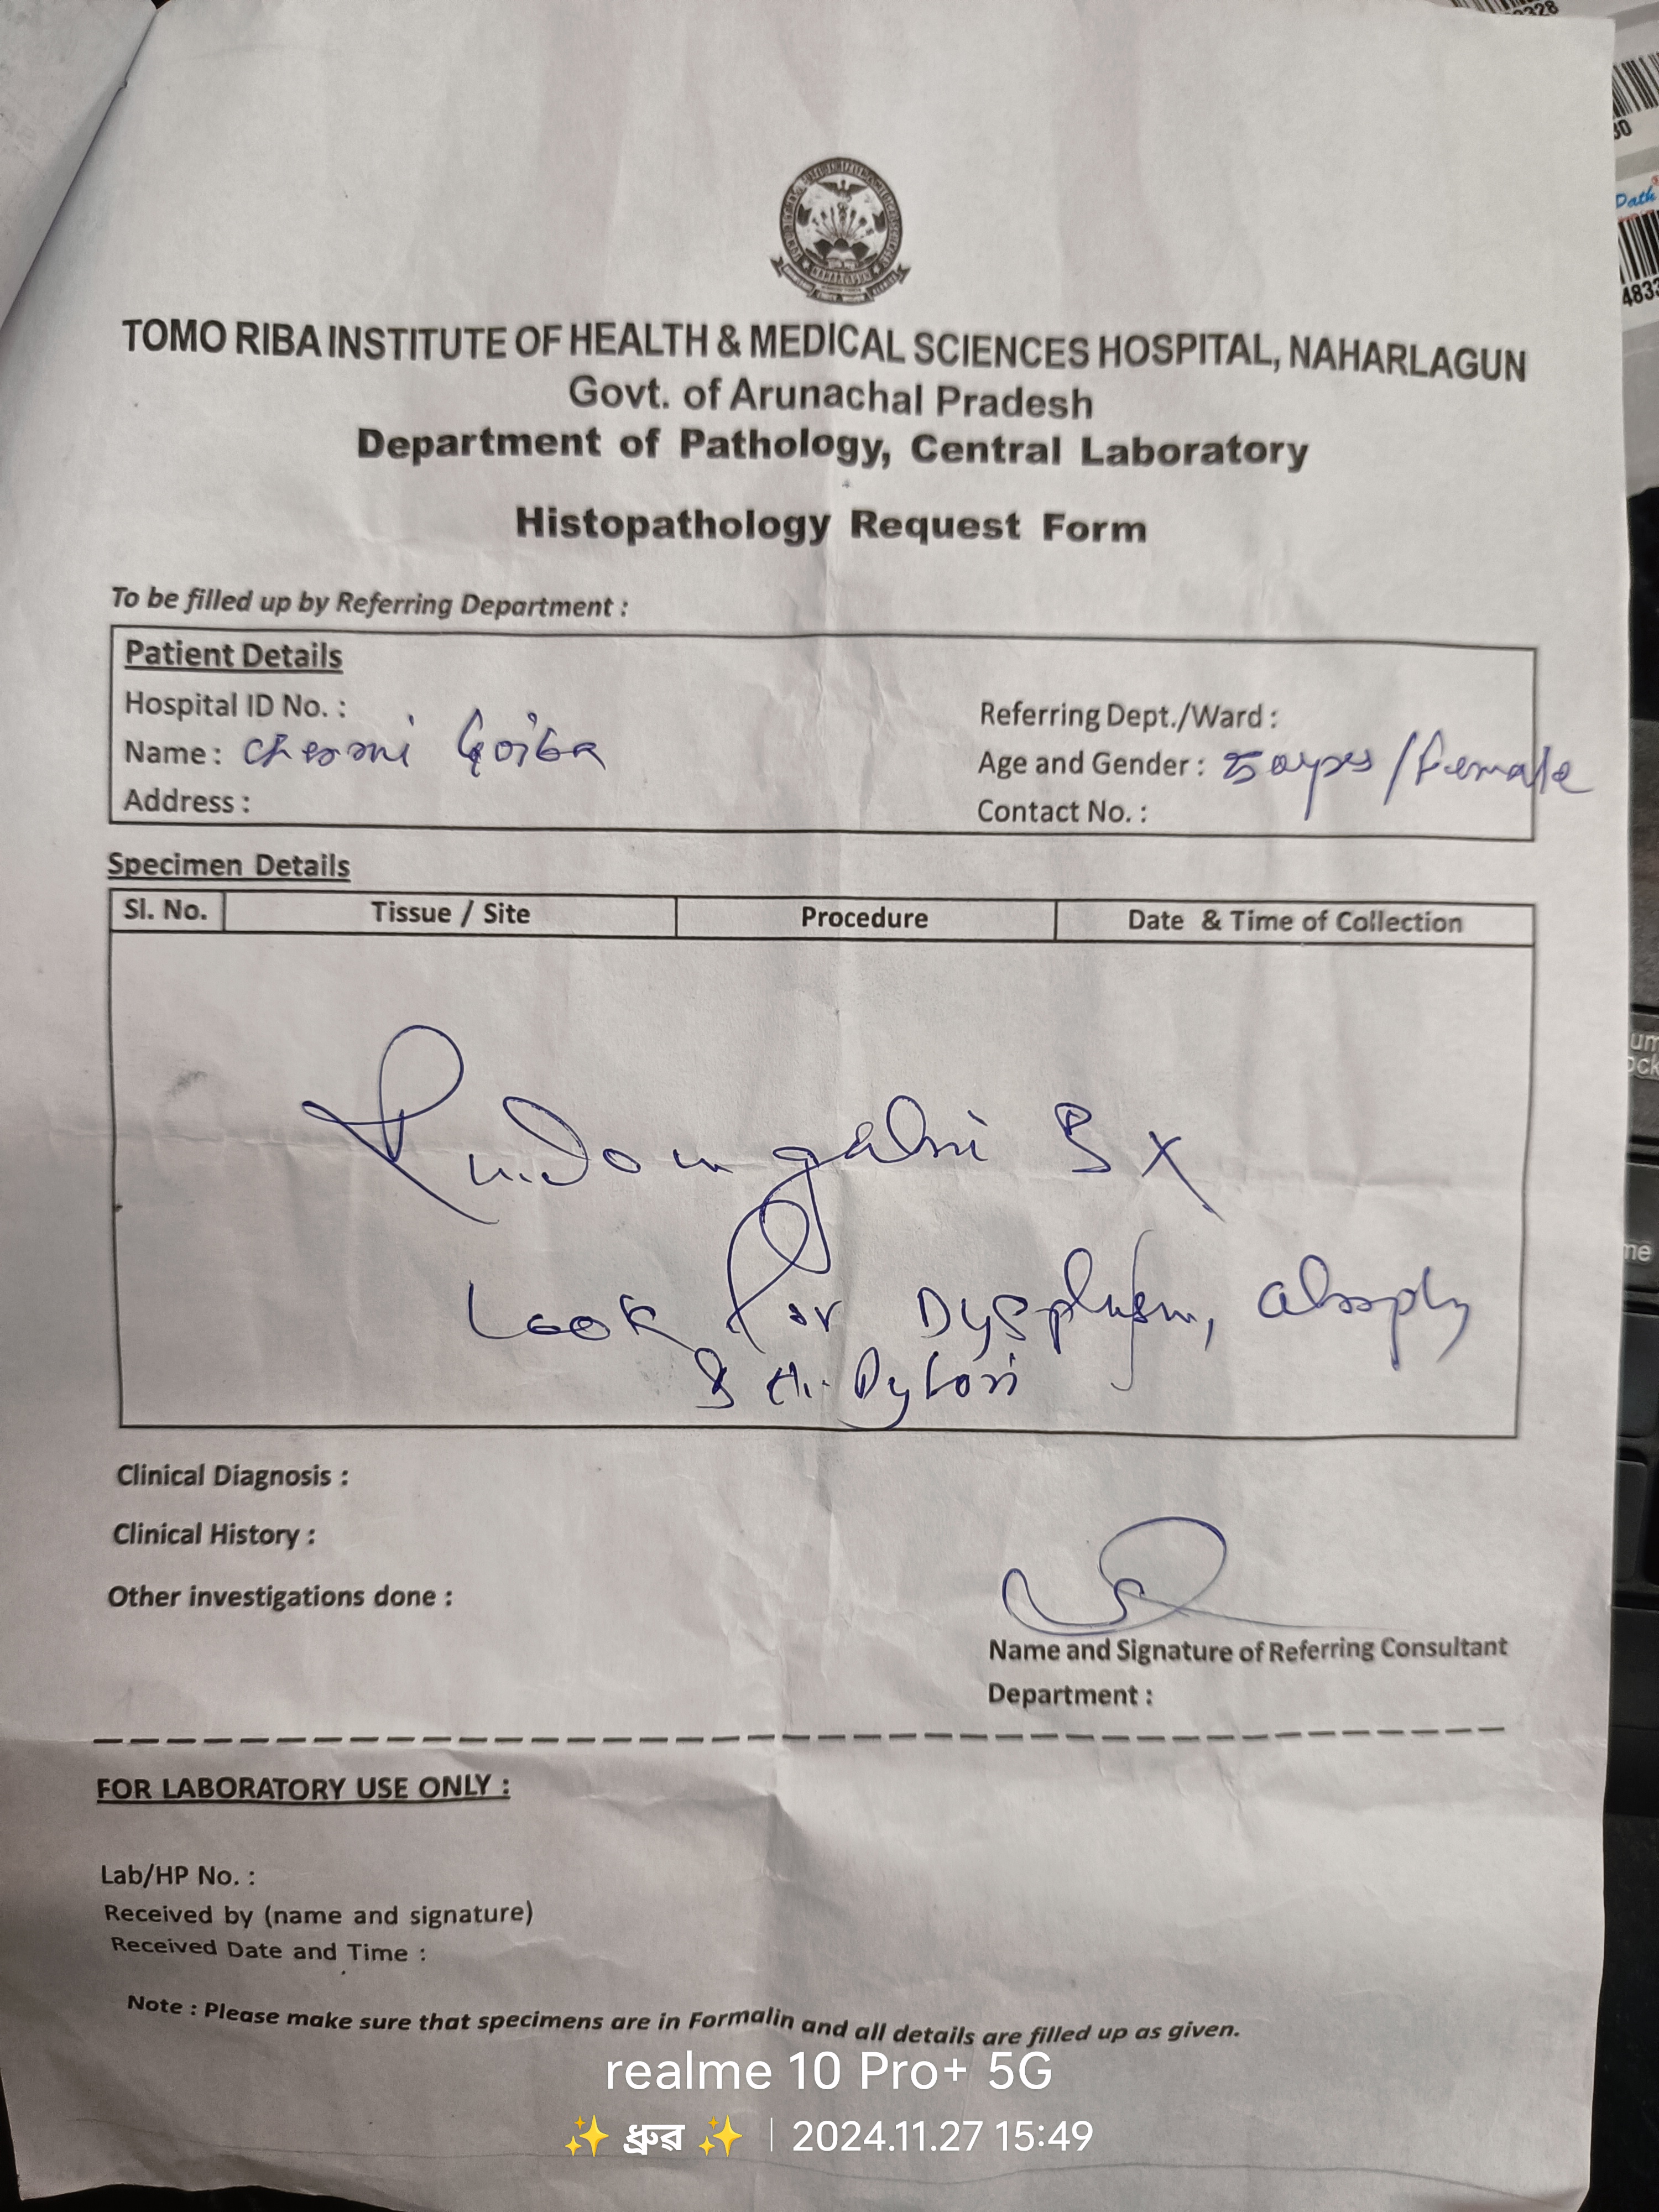 TOMO RIBA INSTITUTE OF HEALTH & MEDICAL SCIENCES HOSPITAL, NAHARLAGUN
Govt. of Arunachal Pradesh
Department of Pathology, Central Laboratory
Histopathology Request Form
To be filled up by Referring Department :
Patient Details
Hospital ID No. :
Referring Dept./Ward :
Name :
Age and Gender : 50yrs / Female
Address :
Contact No. :
Specimen Details
Sl. No. Tissue / Site Procedure Date & Time of Collection
Bx
Look for
Clinical Diagnosis :
Clinical History :
Other investigations done :
Name and Signature of Referring Consultant
Department :
FOR LABORATORY USE ONLY :
Lab/HP No. :
Received by (name and signature)
Received Date and Time :
Note : Please make sure that specimens are in Formalin and all details are filled up as given.
realme 10 Pro+ 5G
✨ ধ্ৰুৱ ✨ | 2024.11.27 15:49